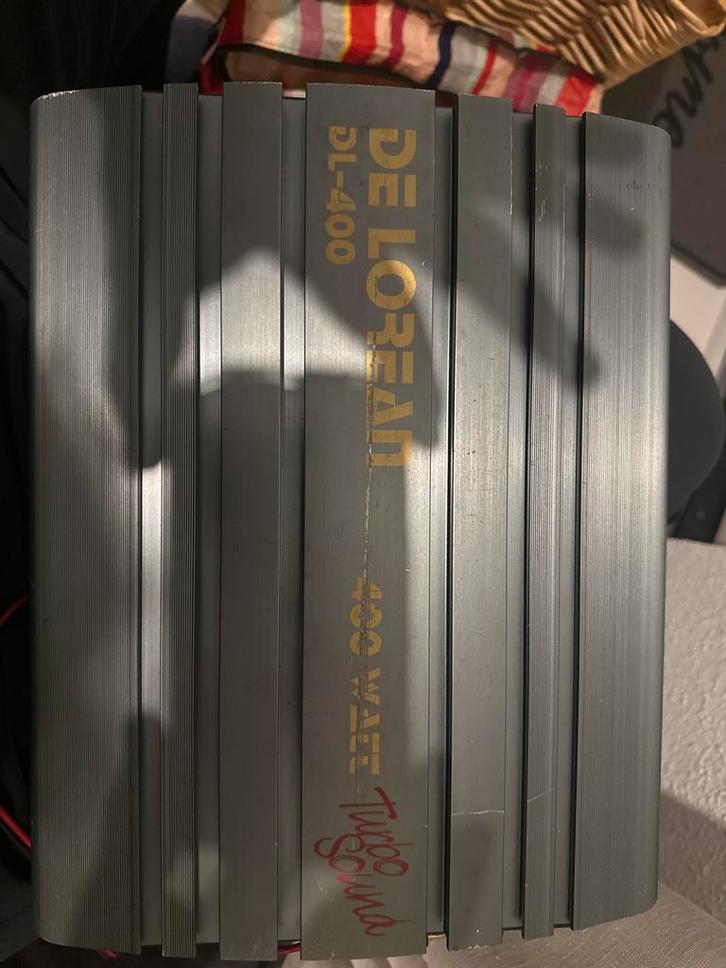 DE LOREAN
DL-400
400 WATT
Turbo
Sound